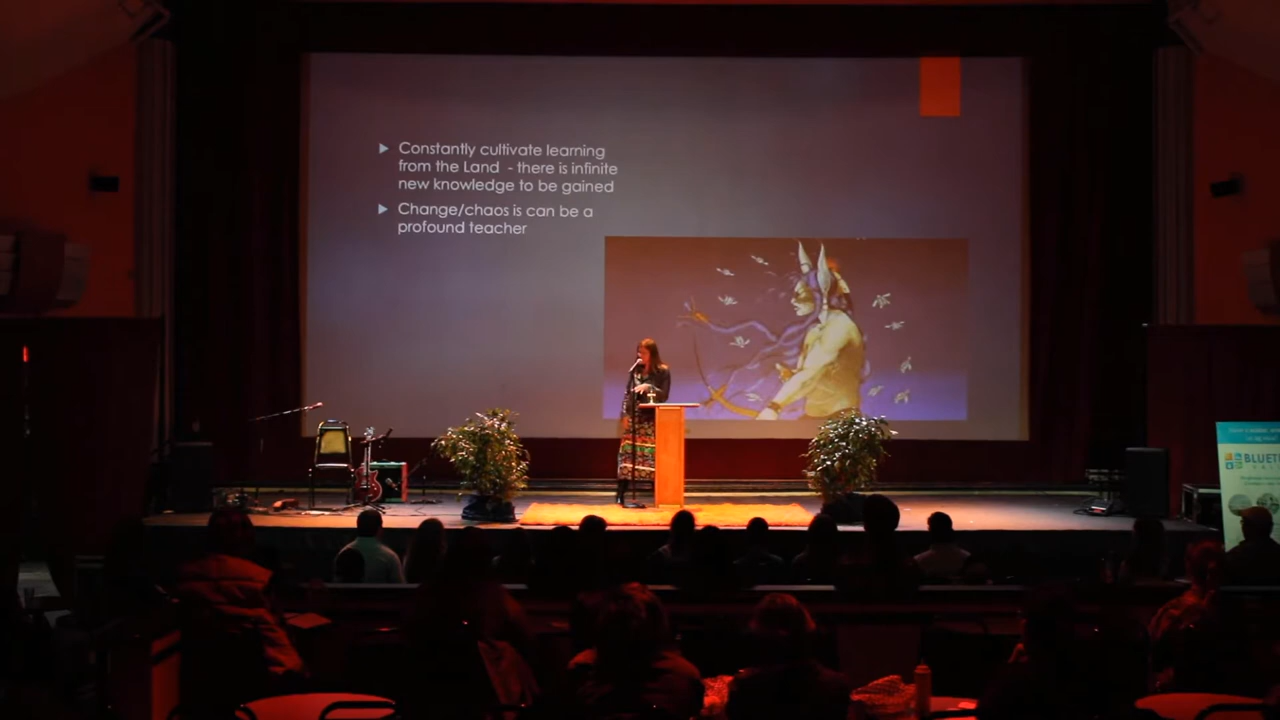 Constantly cultivate learning
from the Land - there is infinite
new knowledge to be gained
Change/chaos is can be a
profound teacher